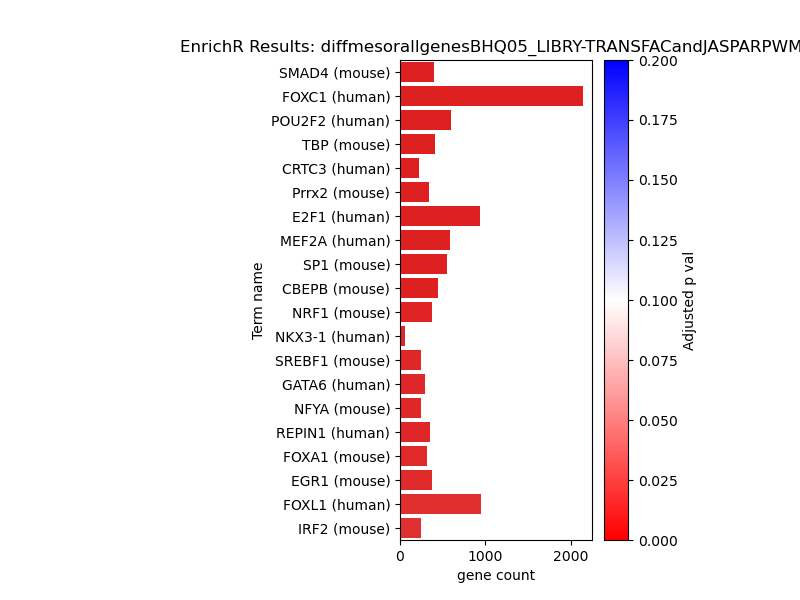 EnrichR Results: diffmesorallgenesBHQ05_LIBRY-TRANSFACandJASPARPWM
Term name
SMAD4 (mouse)
FOXC1 (human)
POU2F2 (human)
TBP (mouse)
CRTC3 (human)
Prrx2 (mouse)
E2F1 (human)
MEF2A (human)
SP1 (mouse)
CBEPB (mouse)
NRF1 (mouse)
NKX3-1 (human)
SREBF1 (mouse)
GATA6 (human)
NFYA (mouse)
REPIN1 (human)
FOXA1 (mouse)
EGR1 (mouse)
FOXL1 (human)
IRF2 (mouse)
0 1000 2000
gene count
0.200
0.175
0.150
0.125
0.100
0.075
0.050
0.025
0.000
Adjusted p val